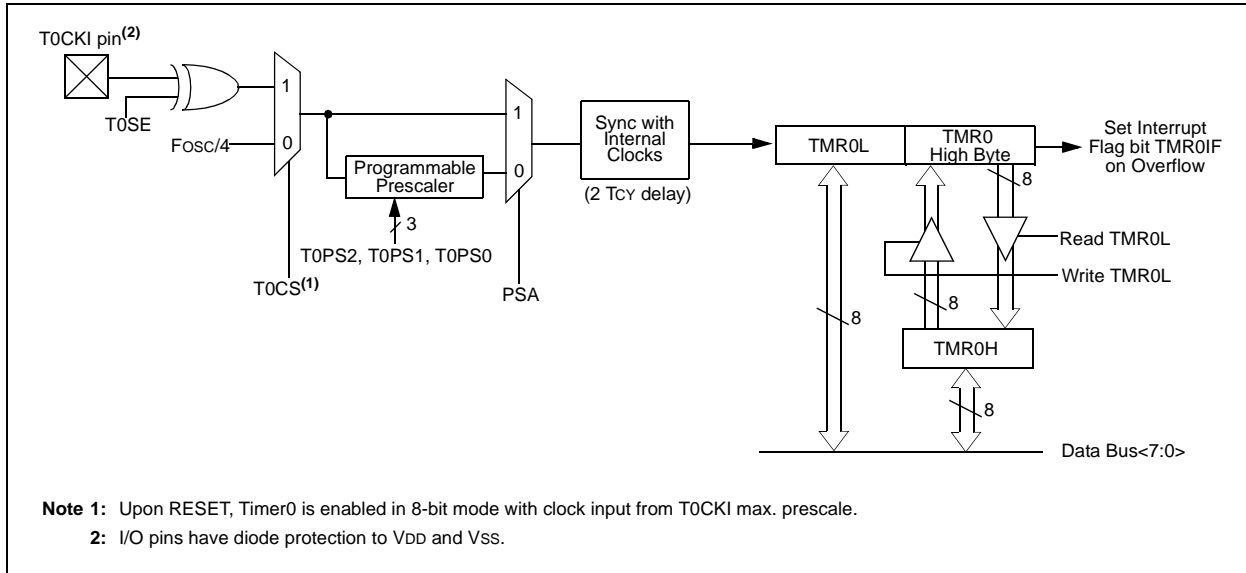 T0CKI pin(2)
T0SE
FOSC/4
1
0
T0CS(1)
Programmable
Prescaler
3
T0PS2, T0PS1, T0PS0
1
0
PSA
Sync with
Internal
Clocks
(2 TCY delay)
TMR0L
TMR0
High Byte
Set Interrupt
Flag bit TMR0IF
on Overflow
8
Read TMR0L
Write TMR0L
8
8
TMR0H
8
Data Bus<7:0>
Note 1: Upon RESET, Timer0 is enabled in 8-bit mode with clock input from T0CKI max. prescale.
2: I/O pins have diode protection to VDD and VSS.